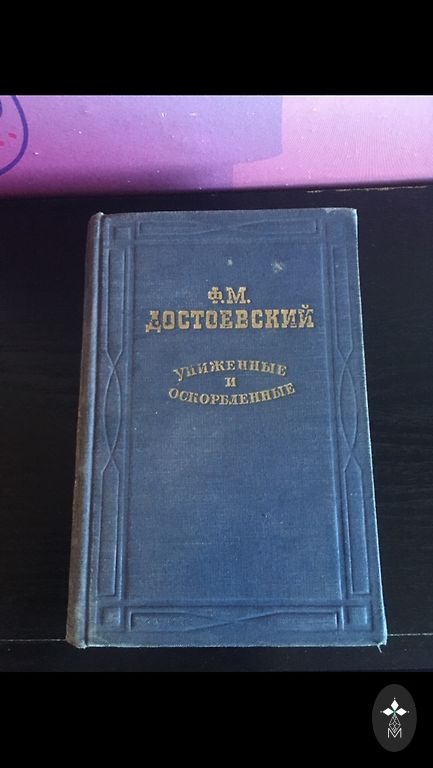 Ф.М.
ДОСТОЕВСКИЙ
УНИЖЕННЫЕ
И
ОСКОРБЛЕННЫЕ
М